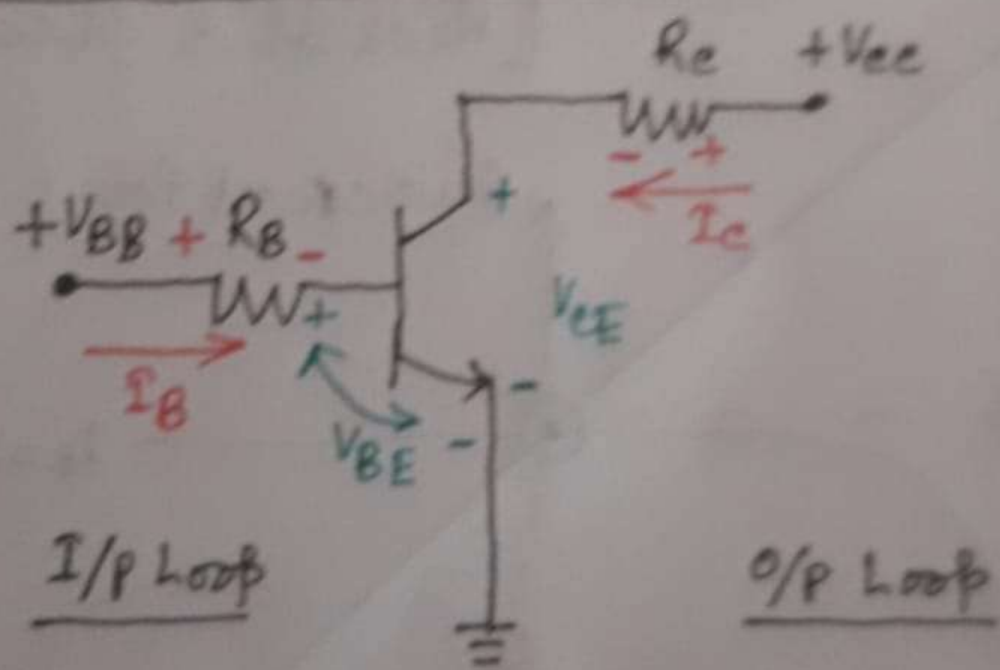 Rc +Vcc
- +
Ic
+VBB + RB -
+
+
VCE
IB
-
VBE -
I/P Loop
O/P Loop